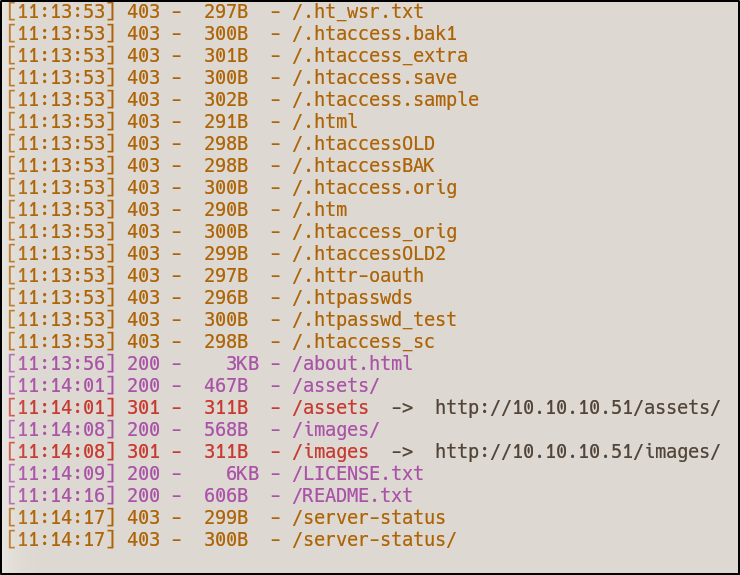 [11:13:53] 403 -  297B  - /.ht_wsr.txt
[11:13:53] 403 -  300B  - /.htaccess.bak1
[11:13:53] 403 -  301B  - /.htaccess_extra
[11:13:53] 403 -  300B  - /.htaccess.save
[11:13:53] 403 -  302B  - /.htaccess.sample
[11:13:53] 403 -  291B  - /.html
[11:13:53] 403 -  298B  - /.htaccessOLD
[11:13:53] 403 -  298B  - /.htaccessBAK
[11:13:53] 403 -  300B  - /.htaccess.orig
[11:13:53] 403 -  290B  - /.htm
[11:13:53] 403 -  300B  - /.htaccess_orig
[11:13:53] 403 -  299B  - /.htaccessOLD2
[11:13:53] 403 -  297B  - /.httr-oauth
[11:13:53] 403 -  296B  - /.htpasswds
[11:13:53] 403 -  300B  - /.htpasswd_test
[11:13:53] 403 -  298B  - /.htaccess_sc
[11:13:56] 200 -    3KB - /about.html
[11:14:01] 200 -  467B  - /assets/
[11:14:01] 301 -  311B  - /assets  ->  http://10.10.10.51/assets/
[11:14:08] 200 -  568B  - /images/
[11:14:08] 301 -  311B  - /images  ->  http://10.10.10.51/images/
[11:14:09] 200 -    6KB - /LICENSE.txt
[11:14:16] 200 -  606B  - /README.txt
[11:14:17] 403 -  299B  - /server-status
[11:14:17] 403 -  300B  - /server-status/